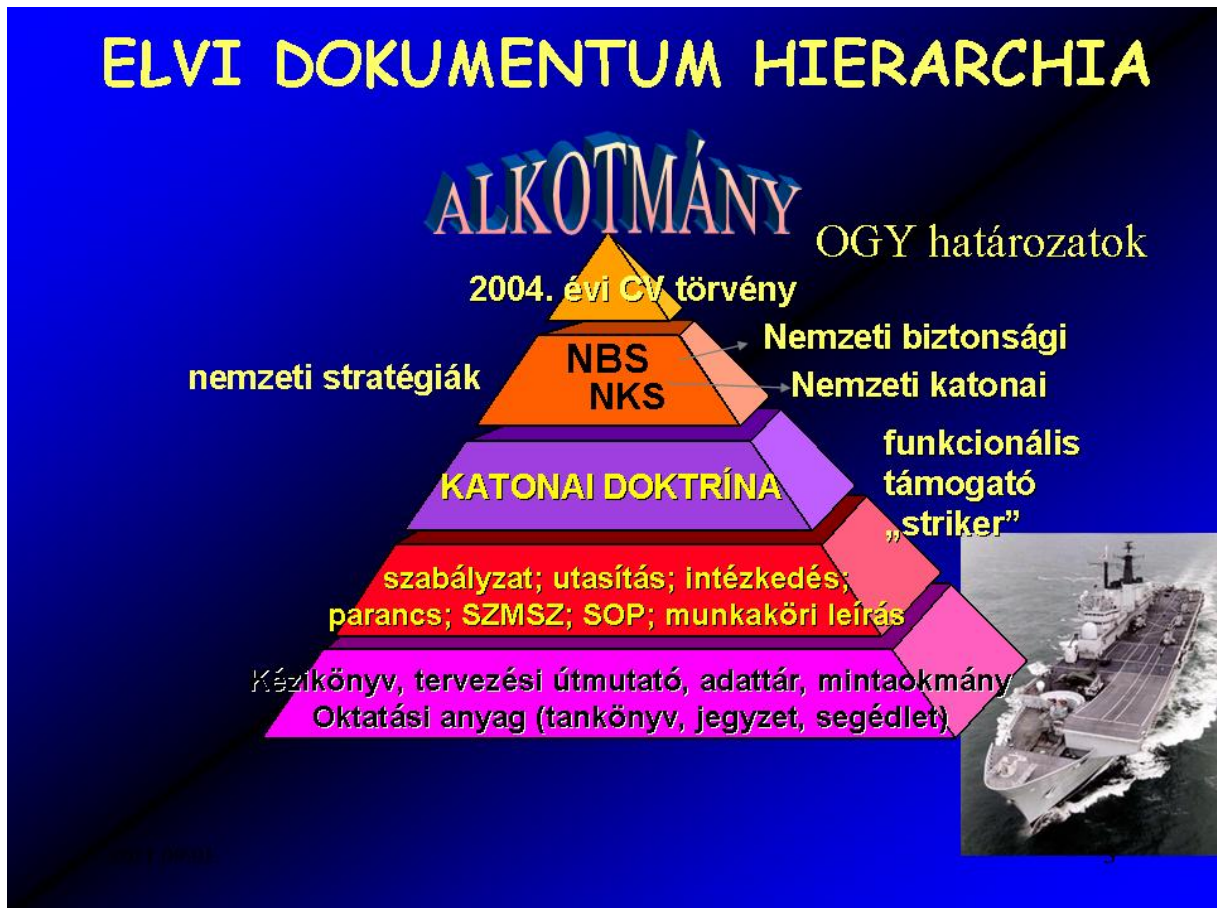 ELVI DOKUMENTUM HIERARCHIA
ALKOTMÁNY
OGY határozatok
2004. évi CV törvény
nemzeti stratégiák
NBS
NKS
Nemzeti biztonsági
Nemzeti katonai
KATONAI DOKTRÍNA
funkcionális
támogató
„striker”
szabályzat; utasítás; intézkedés;
parancs; SZMSZ; SOP; munkaköri leírás
Kézikönyv, tervezési útmutató, adattár, mintaokmány
Oktatási anyag (tankönyv, jegyzet, segédlet)